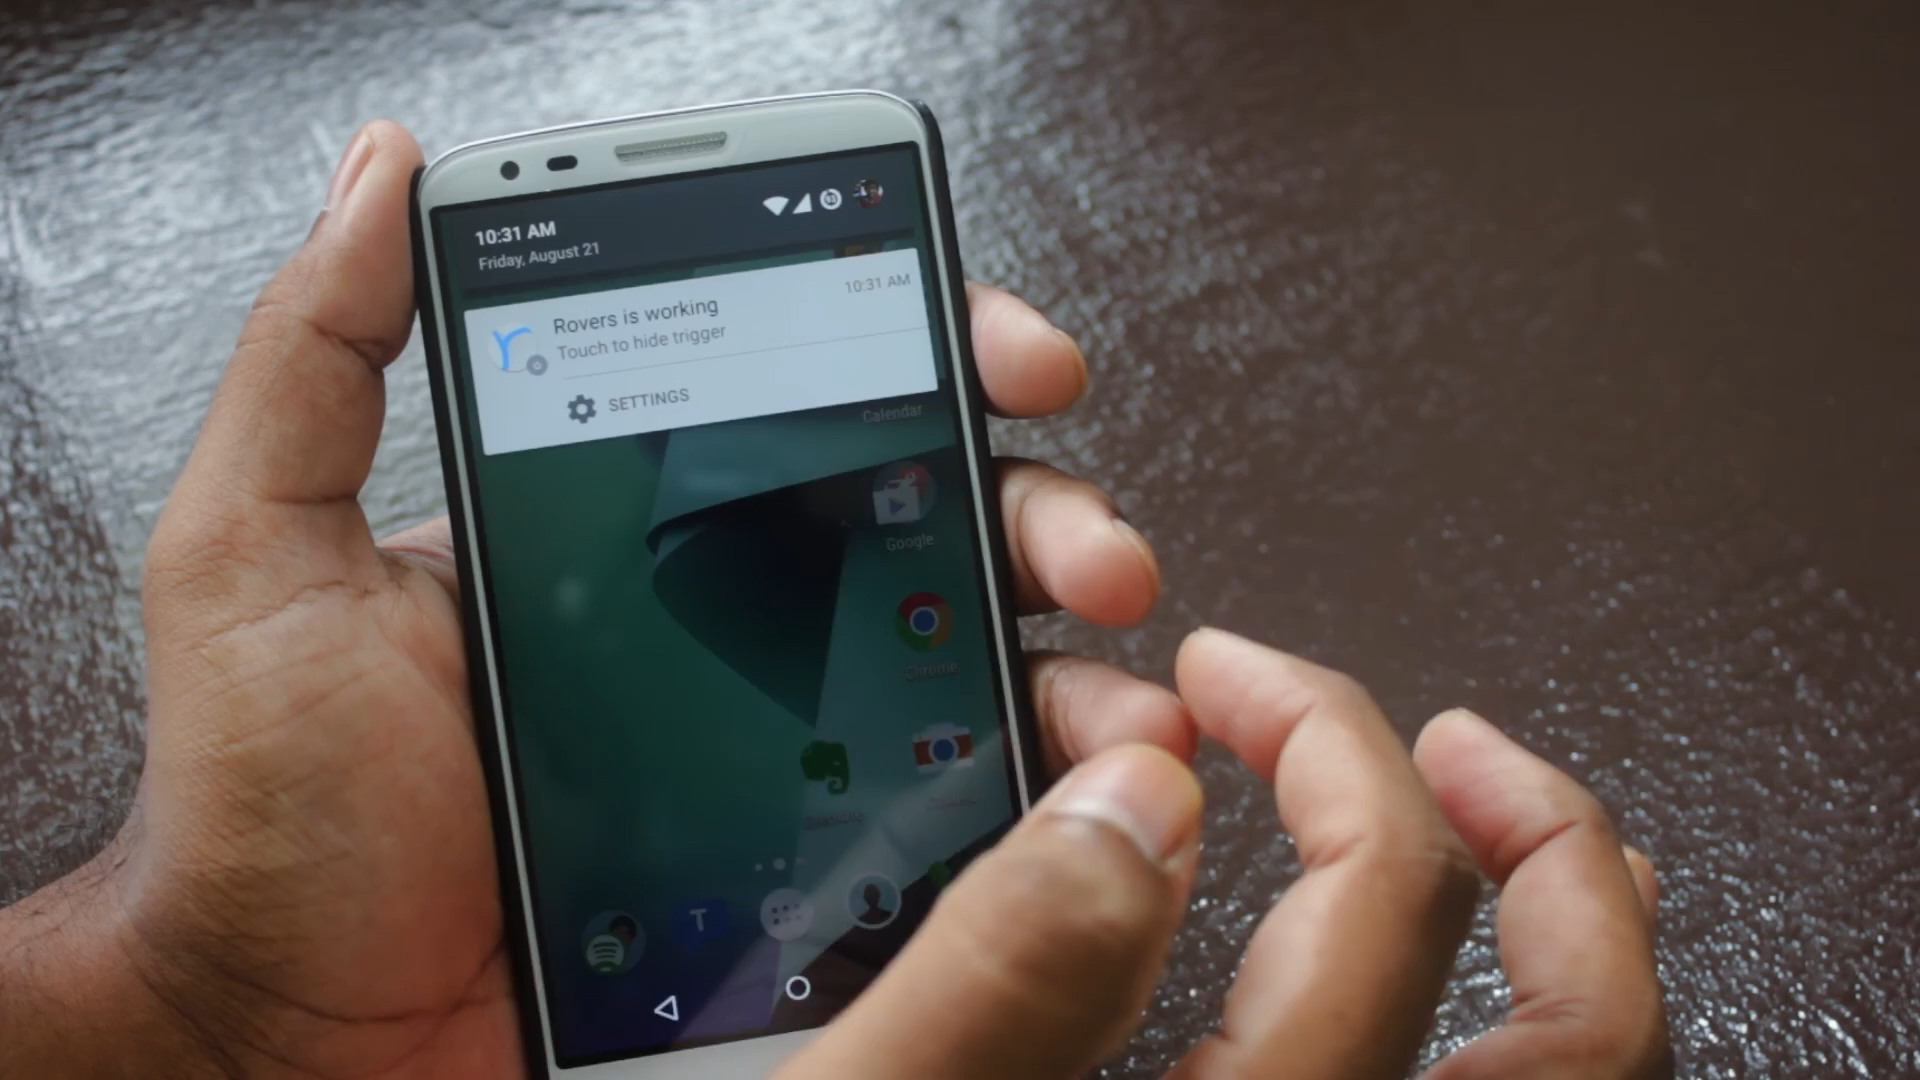 10:31 AM
Friday, August 21
Rovers is working
10:31 AM
Touch to hide trigger
SETTINGS
Calendar
Google
Chrome
T